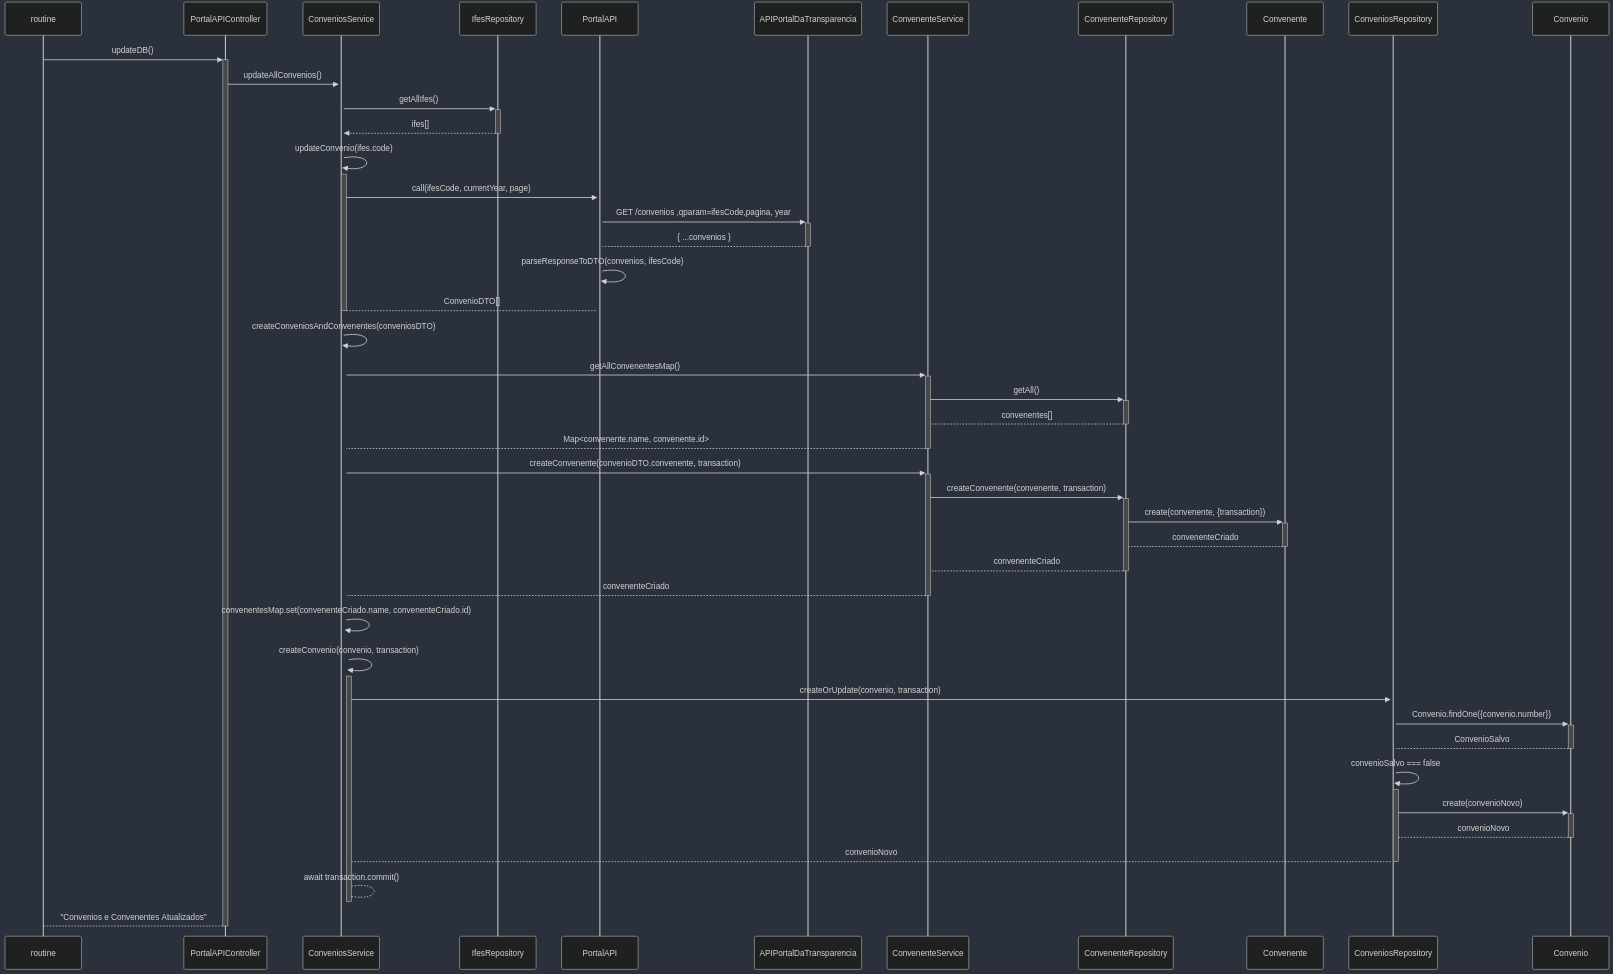 routine
PortalAPIController
ConveniosService
IfesRepository
PortalAPI
APIPortalDaTransparencia
ConvenenteService
ConvenenteRepository
Convenente
ConveniosRepository
Convenio
updateDB()
updateAllConvenios()
getAllIfes()
ifes[]
updateConvenio(ifes.code)
call(ifesCode, currentYear, page)
GET /convenios ,qparam=ifesCode,pagina, year
{ ...convenios }
parseResponseToDTO(convenios, ifesCode)
ConvenioDTO[]
createConveniosAndConvenentes(conveniosDTO)
getAllConvenentesMap()
getAll()
convenentes[]
Map<convenente.name, convenente.id>
createConvenente(convenioDTO.convenente, transaction)
createConvenente(convenente, transaction)
create(convenente, {transaction})
convenenteCriado
convenenteCriado
convenenteCriado
convenentesMap.set(convenenteCriado.name, convenenteCriado.id)
createConvenio(convenio, transaction)
createOrUpdate(convenio, transaction)
Convenio.findOne({convenio.number})
ConvenioSalvo
convenioSalvo === false
create(convenioNovo)
convenioNovo
convenioNovo
await transaction.commit()
"Convenios e Convenentes Atualizados"
routine
PortalAPIController
ConveniosService
IfesRepository
PortalAPI
APIPortalDaTransparencia
ConvenenteService
ConvenenteRepository
Convenente
ConveniosRepository
Convenio